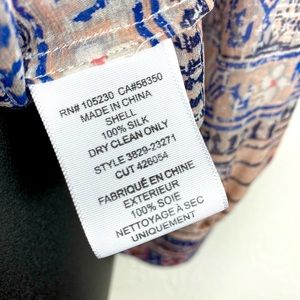 RN# 105230 CA#58350
MADE IN CHINA
SHELL
100% SILK
DRY CLEAN ONLY
STYLE 3829-23271
CUT 426054
FABRIQUÉ EN CHINE
EXTERIEUR
100% SOIE
NETTOYAGE À SEC
UNIQUEMENT